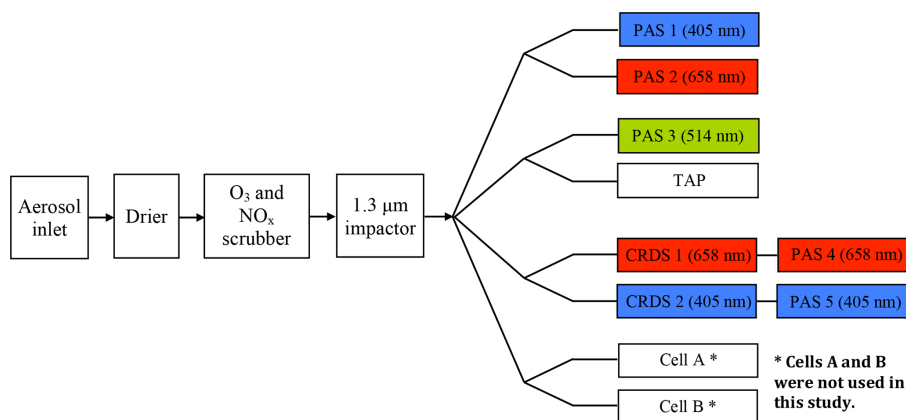 Aerosol
inlet
Drier
O₃ and
NOₓ
scrubber
1.3 μm
impactor
PAS 1 (405 nm)
PAS 2 (658 nm)
PAS 3 (514 nm)
TAP
CRDS 1 (658 nm)
PAS 4 (658 nm)
CRDS 2 (405 nm)
PAS 5 (405 nm)
Cell A *
Cell B *
* Cells A and B
were not used in
this study.